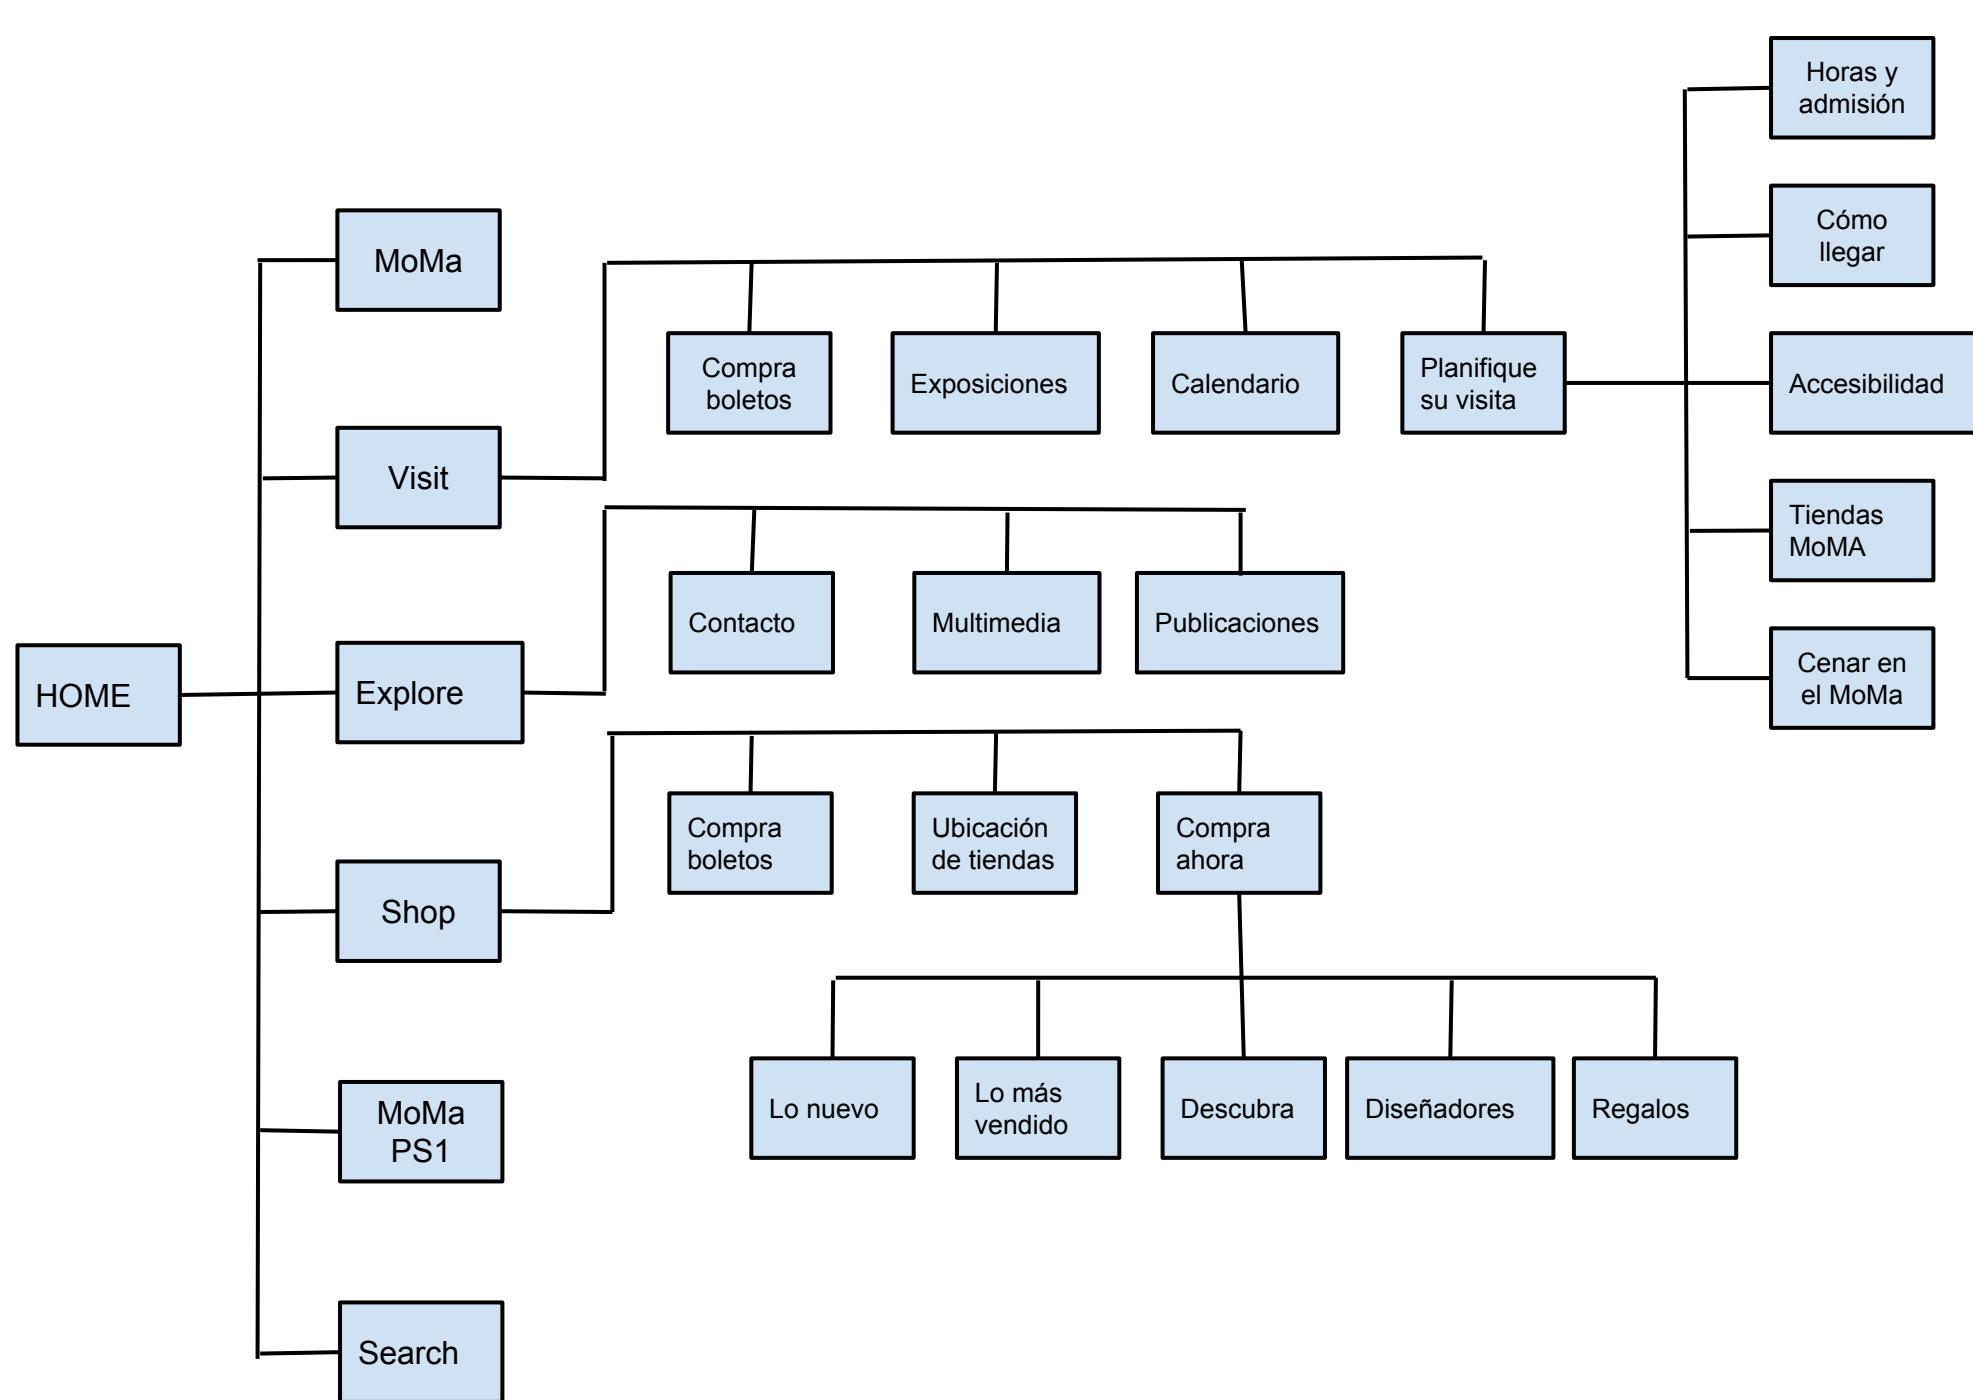 HOME
MoMa
Visit
Explore
Shop
MoMa
PS1
Search
Compra
boletos
Exposiciones
Calendario
Planifique
su visita
Horas y
admisión
Cómo
llegar
Accesibilidad
Tiendas
MoMA
Cenar en
el MoMa
Contacto
Multimedia
Publicaciones
Compra
boletos
Ubicación
de tiendas
Compra
ahora
Lo nuevo
Lo más
vendido
Descubra
Diseñadores
Regalos